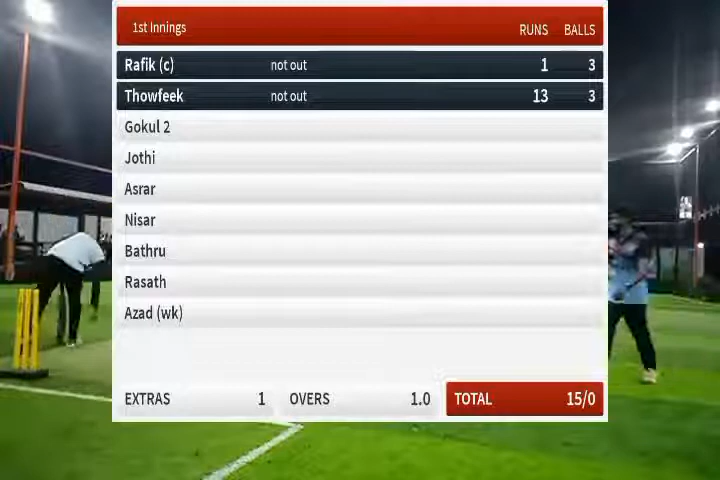 1st Innings RUNS BALLS
Rafik (c) not out 1 3
Thowfeek not out 13 3
Gokul 2
Jothi
Asrar
Nisar
Bathru
Rasath
Azad (wk)
EXTRAS 1 OVERS 1.0 TOTAL 15/0